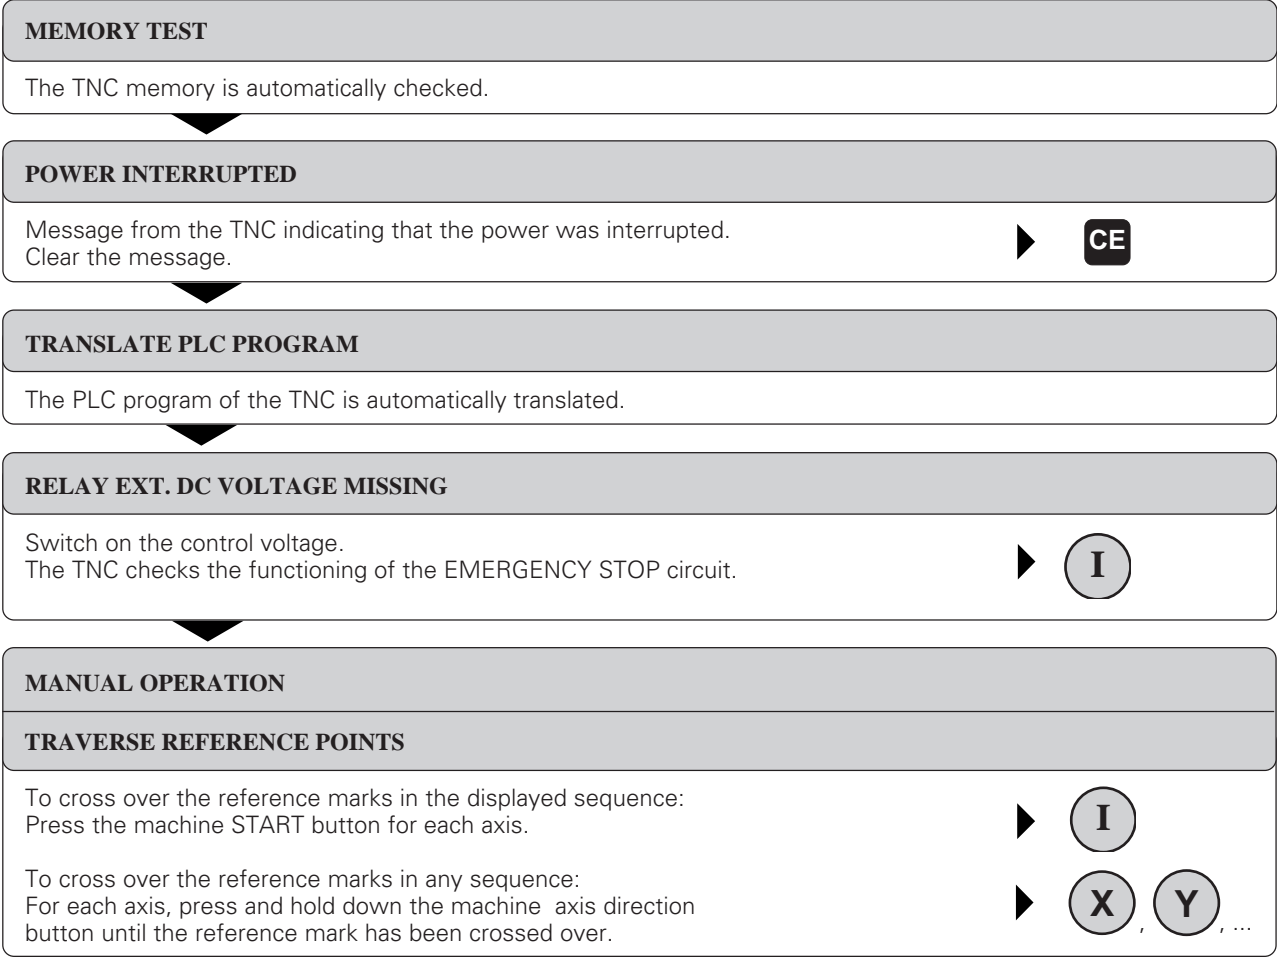 MEMORY TEST
The TNC memory is automatically checked.
POWER INTERRUPTED
Message from the TNC indicating that the power was interrupted.
Clear the message.
CE
TRANSLATE PLC PROGRAM
The PLC program of the TNC is automatically translated.
RELAY EXT. DC VOLTAGE MISSING
Switch on the control voltage.
The TNC checks the functioning of the EMERGENCY STOP circuit.
I
MANUAL OPERATION
TRAVERSE REFERENCE POINTS
To cross over the reference marks in the displayed sequence:
Press the machine START button for each axis.
I
To cross over the reference marks in any sequence:
For each axis, press and hold down the machine axis direction
button until the reference mark has been crossed over.
X , Y , ...